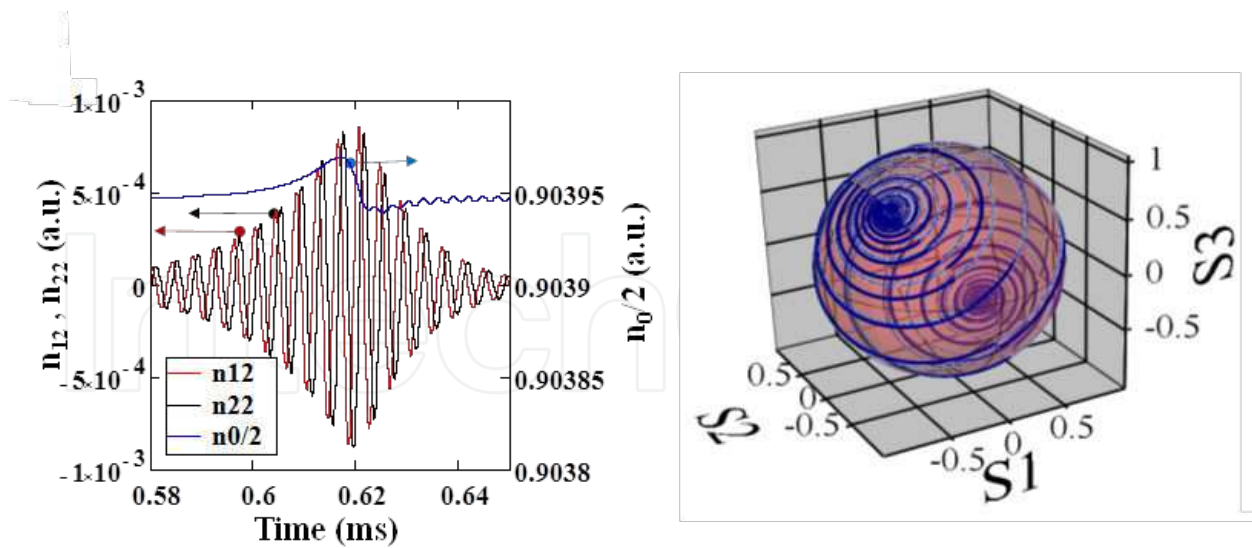 1×10⁻³
5×10⁻⁴
0
-5×10⁻⁴
-1×10⁻³
n₁₂ , n₂₂ (a.u.)
n12
n22
n0/2
0.58
0.6
0.62
0.64
Time (ms)
0.90395
0.9039
0.90385
0.9038
n₀/2 (a.u.)
InTech
1
0.5
0
-0.5
S3
0.5
0
-0.5
S2
-0.5
0
0.5
S1